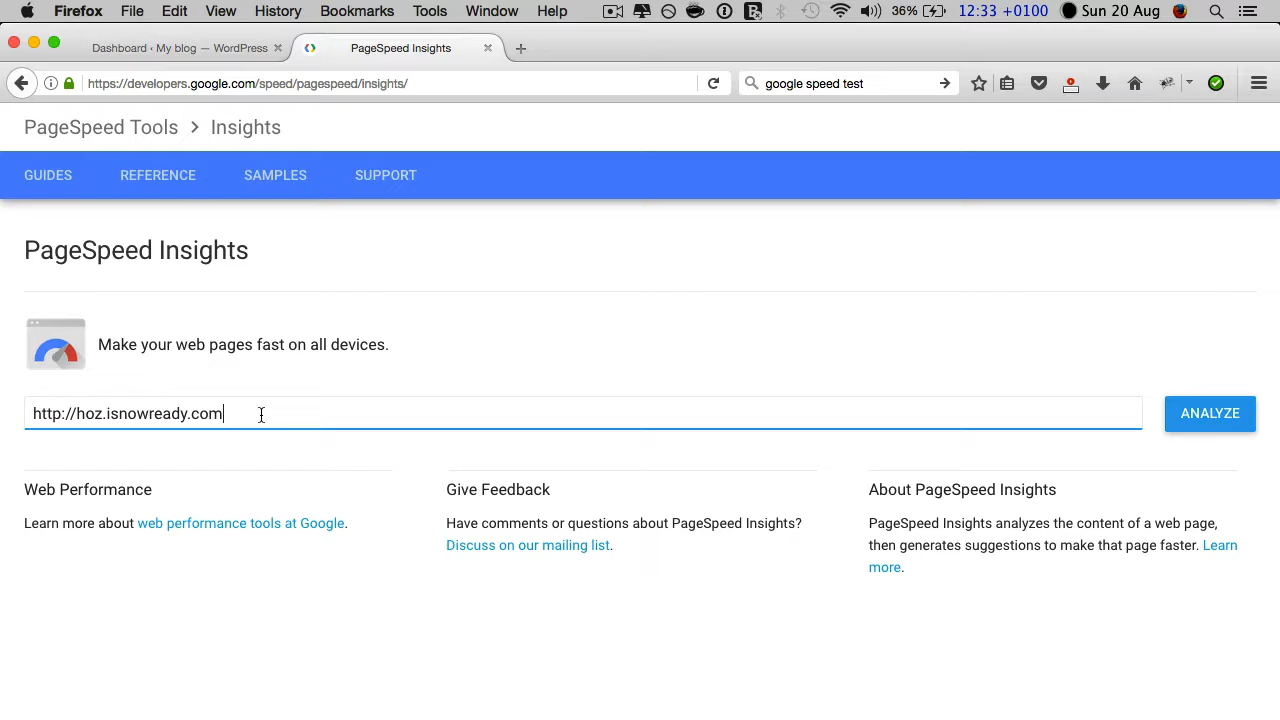 Firefox File Edit View History Bookmarks Tools Window Help 36% 12:33 +0100 Sun 20 Aug
Dashboard ‹ My blog — WordPress
PageSpeed Insights
https://developers.google.com/speed/pagespeed/insights/
google speed test
PageSpeed Tools > Insights
GUIDES REFERENCE SAMPLES SUPPORT
PageSpeed Insights
Make your web pages fast on all devices.
http://hoz.isnowready.com
ANALYZE
Web Performance
Learn more about web performance tools at Google.
Give Feedback
Have comments or questions about PageSpeed Insights?
Discuss on our mailing list.
About PageSpeed Insights
PageSpeed Insights analyzes the content of a web page,
then generates suggestions to make that page faster. Learn
more.